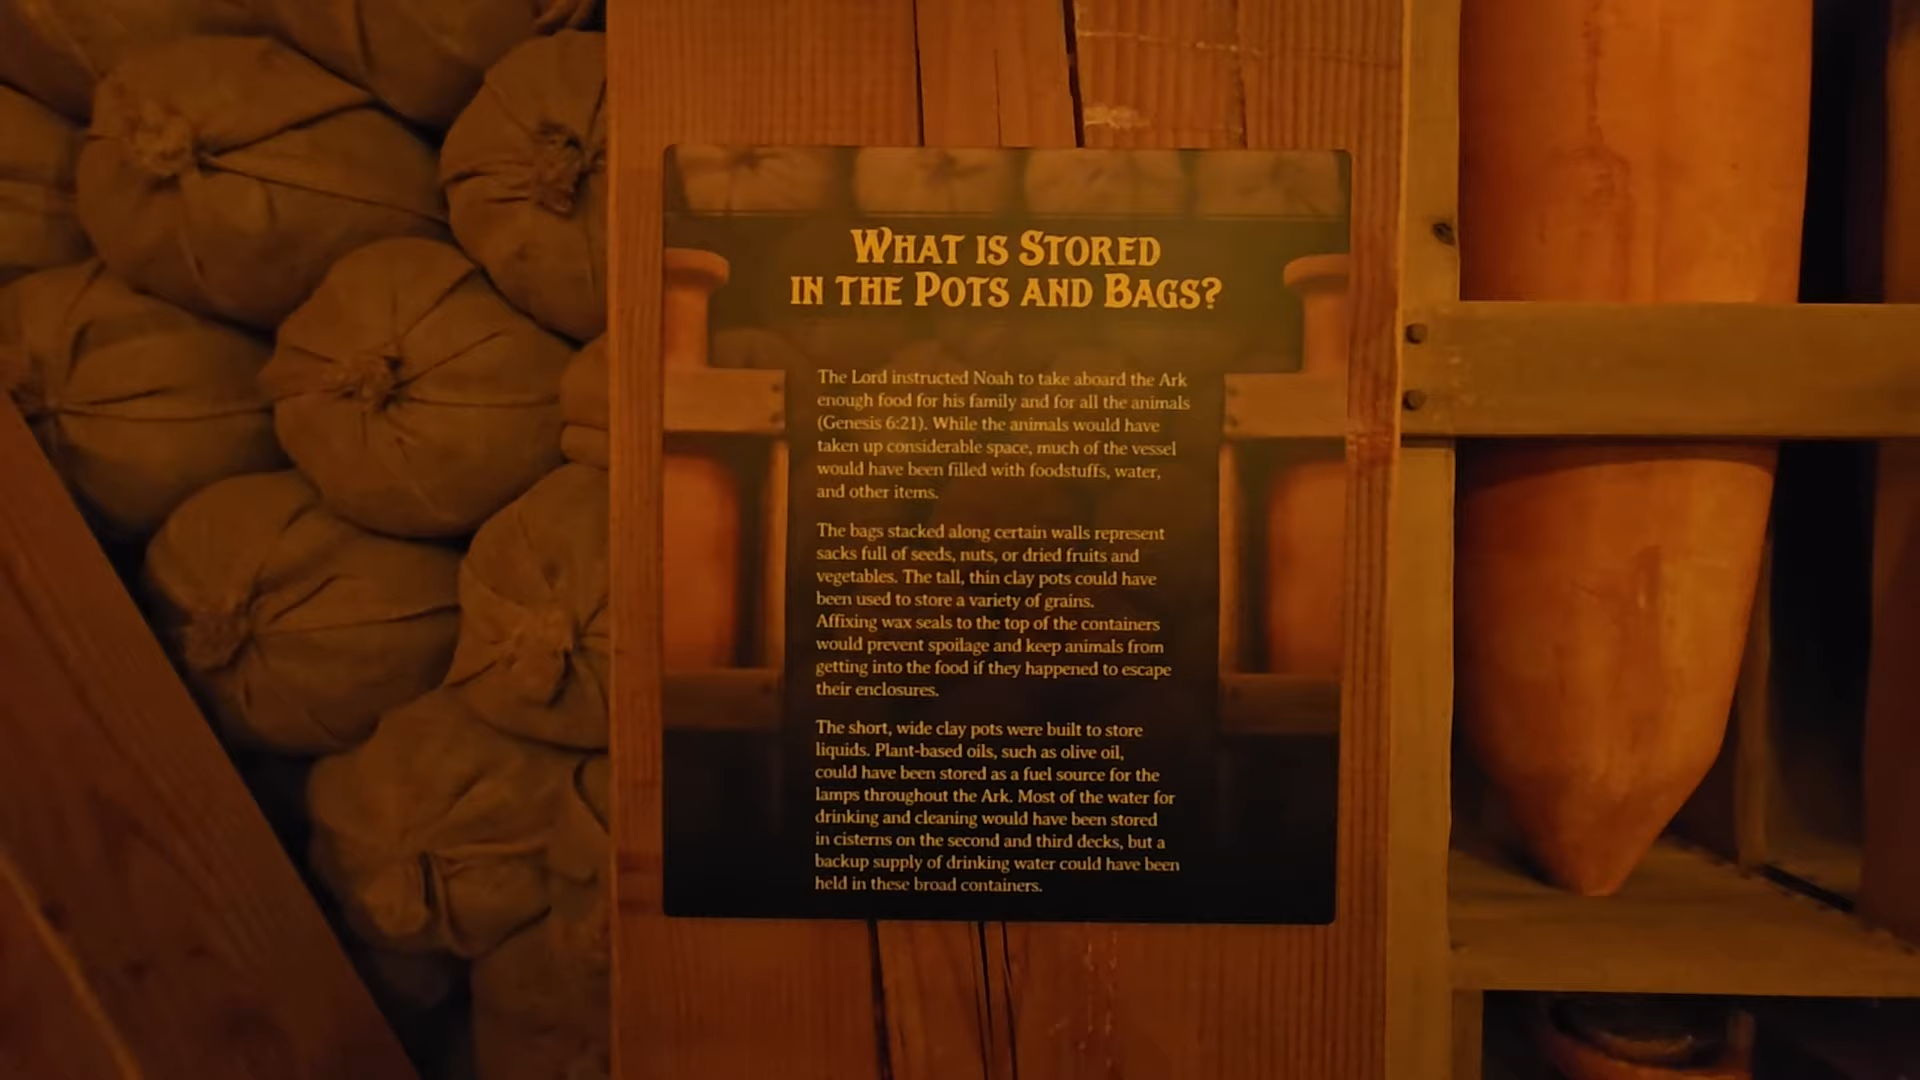 WHAT IS STORED
IN THE POTS AND BAGS?
The Lord instructed Noah to take aboard the Ark
enough food for his family and for all the animals
(Genesis 6:21). While the animals would have
taken up considerable space, much of the vessel
would have been filled with foodstuffs, water,
and other items.
The bags stacked along certain walls represent
sacks full of seeds, nuts, or dried fruits and
vegetables. The tall, thin clay pots could have
been used to store a variety of grains.
Affixing wax seals to the top of the containers
would prevent spoilage and keep animals from
getting into the food if they happened to escape
their enclosures.
The short, wide clay pots were built to store
liquids. Plant-based oils, such as olive oil,
could have been stored as a fuel source for the
lamps throughout the Ark. Most of the water for
drinking and cleaning would have been stored
in cisterns on the second and third decks, but a
backup supply of drinking water could have been
held in these broad containers.